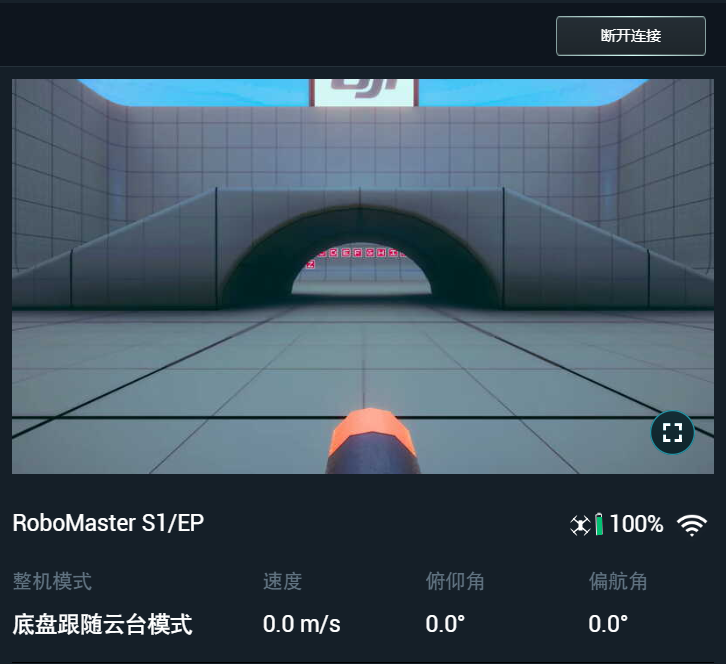 断开连接
dji
D E F G H I
Z
RoboMaster S1/EP
100%
整机模式 速度 俯仰角 偏航角
底盘跟随云台模式 0.0 m/s 0.0° 0.0°